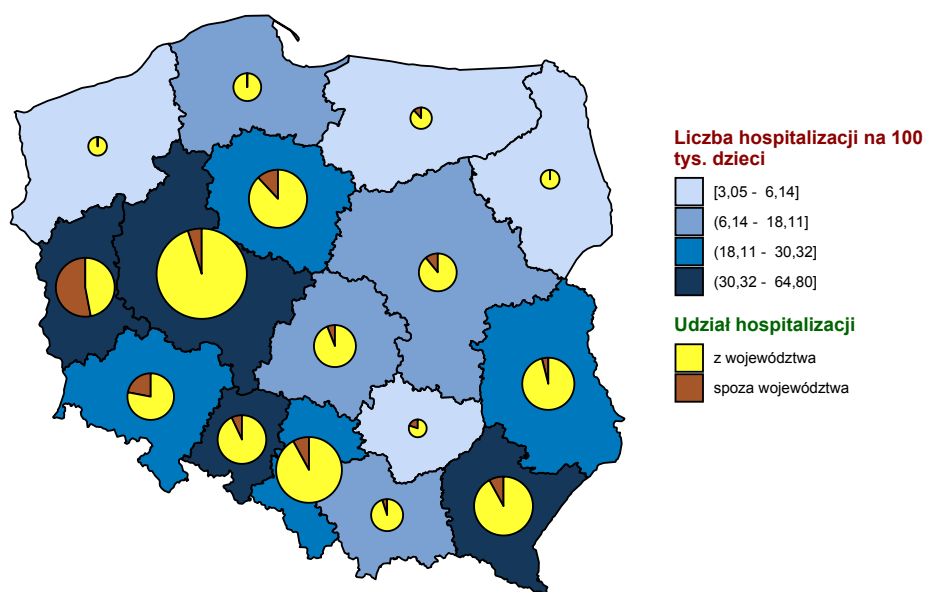 Liczba hospitalizacji na 100
tys. dzieci
[3,05 - 6,14]
(6,14 - 18,11]
(18,11 - 30,32]
(30,32 - 64,80]
Udział hospitalizacji
z województwa
spoza województwa